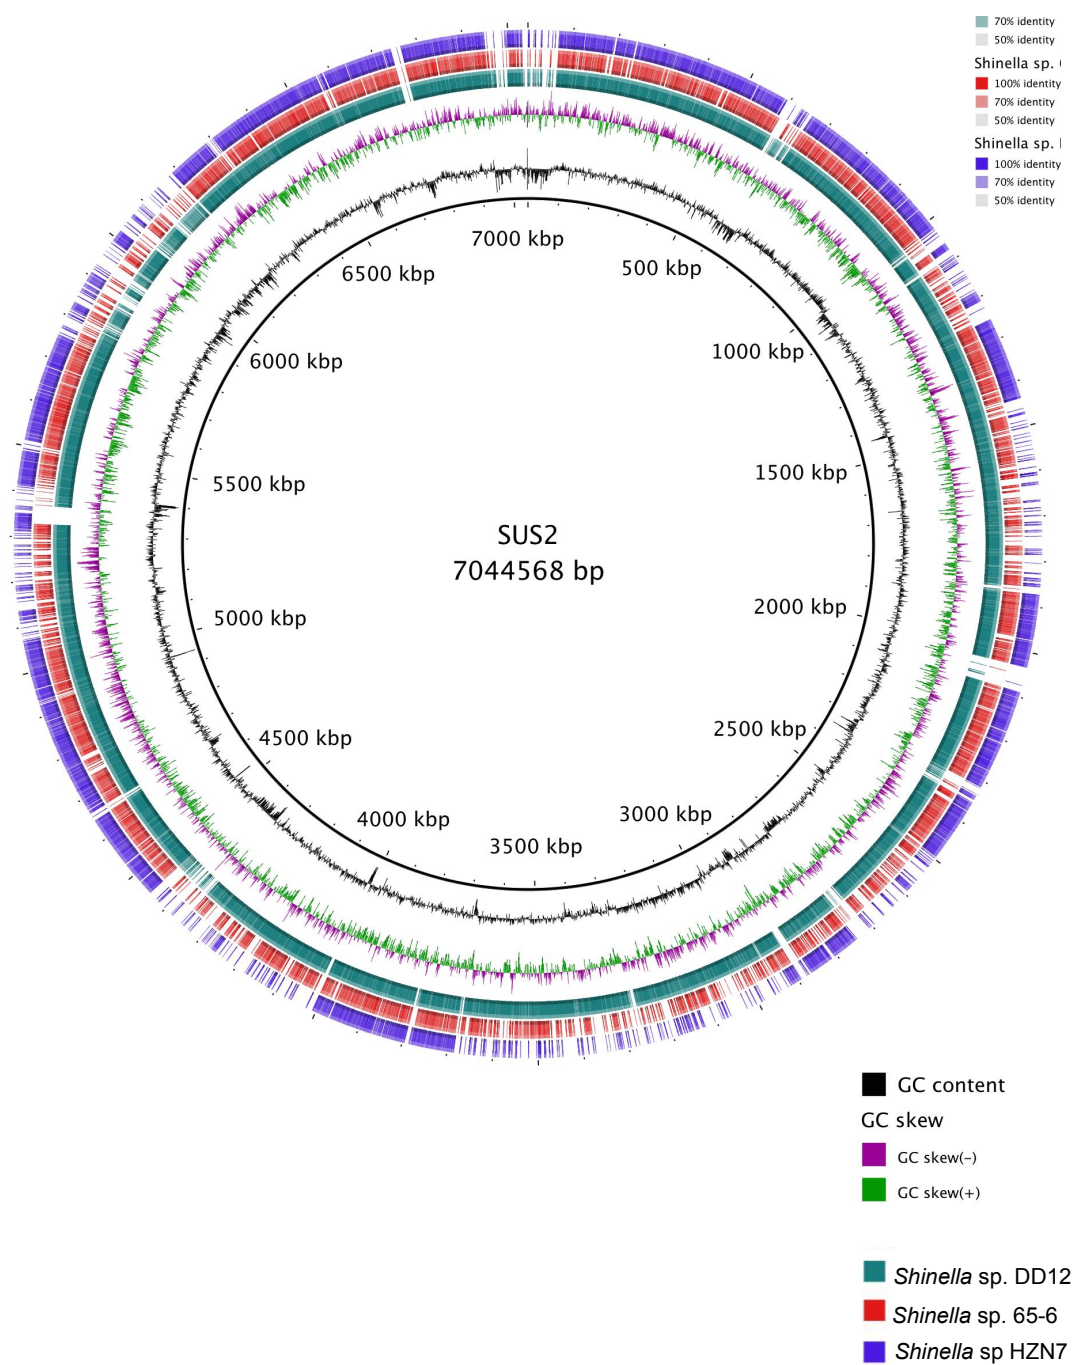 70% identity
50% identity
Shinella sp.
100% identity
70% identity
50% identity
Shinella sp.
100% identity
70% identity
50% identity
7000 kbp
500 kbp
1000 kbp
1500 kbp
2000 kbp
2500 kbp
3000 kbp
3500 kbp
4000 kbp
4500 kbp
5000 kbp
5500 kbp
6000 kbp
6500 kbp
SUS2
7044568 bp
GC content
GC skew
GC skew(-)
GC skew(+)
Shinella sp. DD12
Shinella sp. 65-6
Shinella sp HZN7